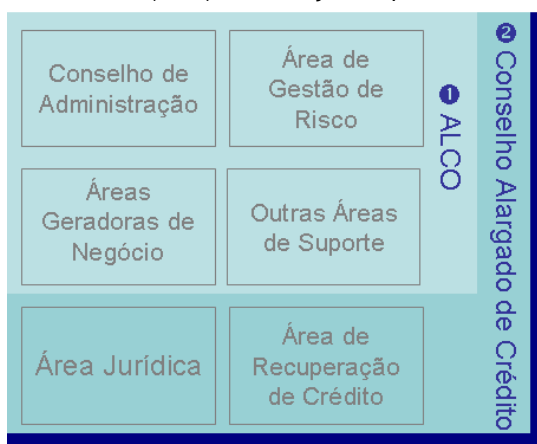 Conselho de
Administração
Área de
Gestão de
Risco
❶ ALCO
❷ Conselho Alargado de Crédito
Áreas
Geradoras de
Negócio
Outras Áreas
de Suporte
Área Jurídica
Área de
Recuperação
de Crédito